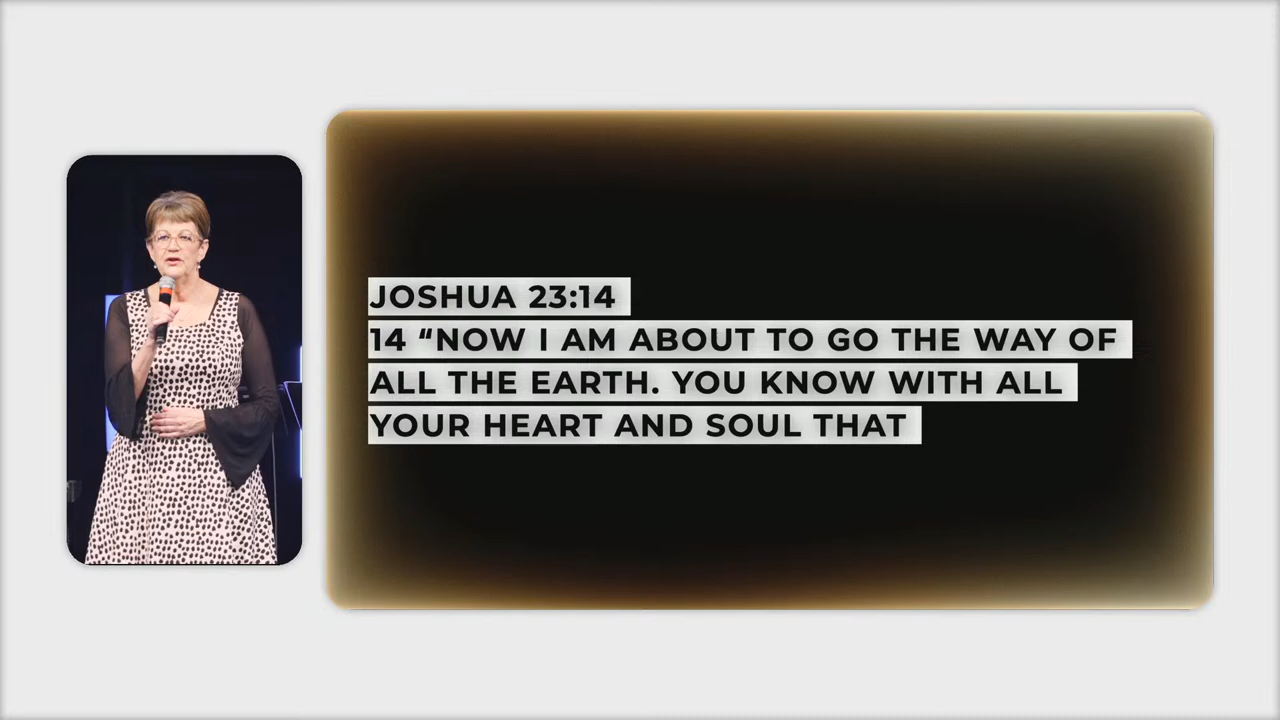 JOSHUA 23:14
14 “NOW I AM ABOUT TO GO THE WAY OF
ALL THE EARTH. YOU KNOW WITH ALL
YOUR HEART AND SOUL THAT